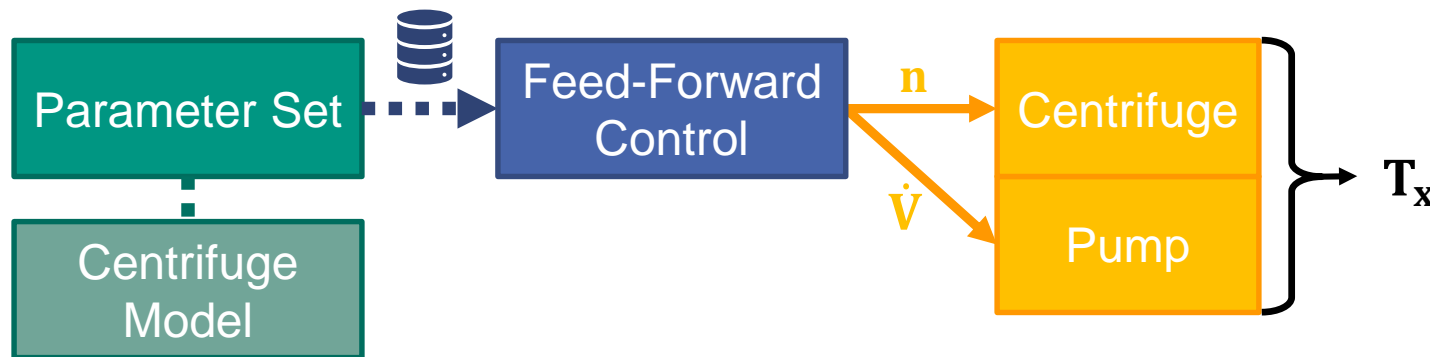 Parameter Set
Centrifuge
Model
Feed-Forward
Control
n
V̇
Centrifuge
Pump
Tₓ